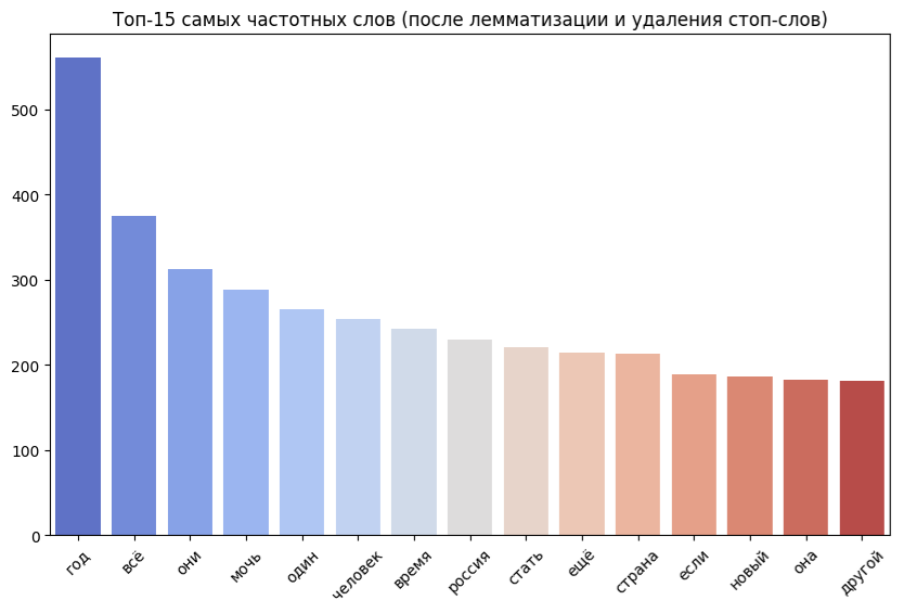 Топ-15 самых частотных слов (после лемматизации и удаления стоп-слов)
500
400
300
200
100
0
год
всё
они
мочь
один
человек
время
россия
стать
ещё
страна
если
новый
она
другой